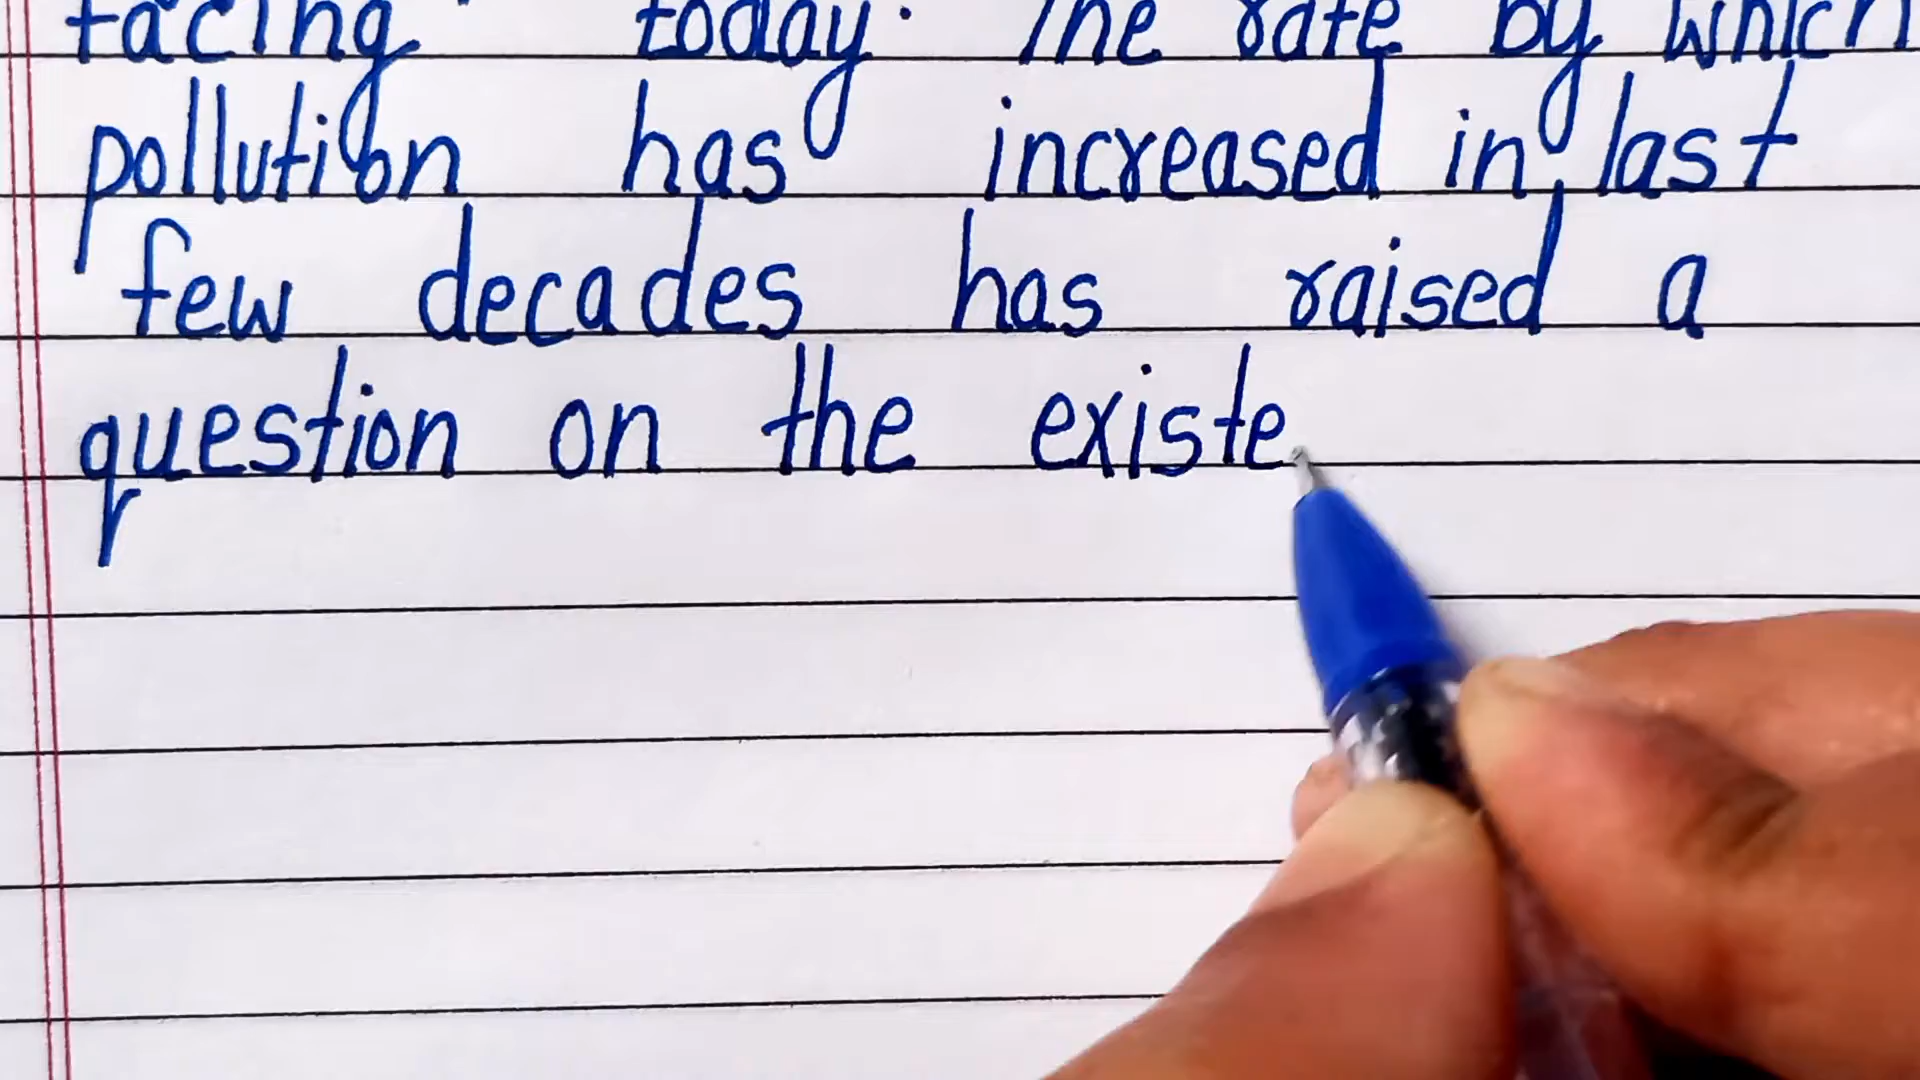 facing today. The rate by which
pollution has increased in last
few decades has raised a
question on the existe